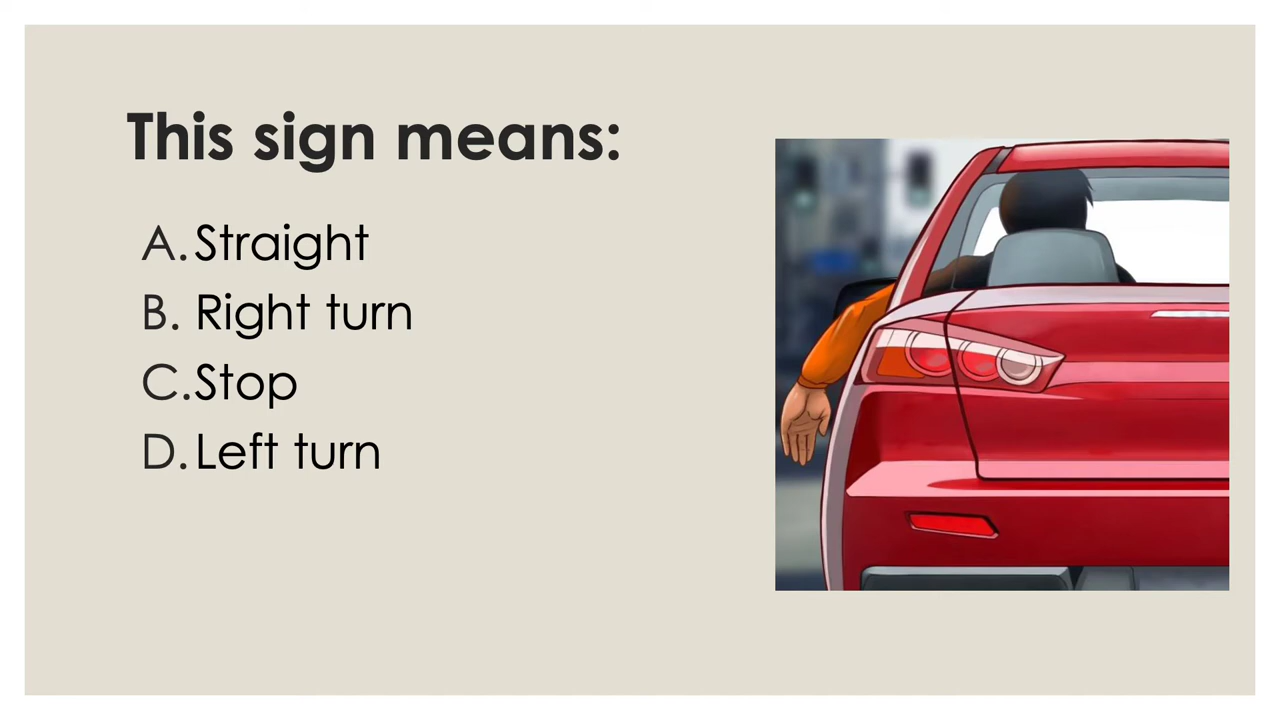 This sign means:
A. Straight
B. Right turn
C. Stop
D. Left turn